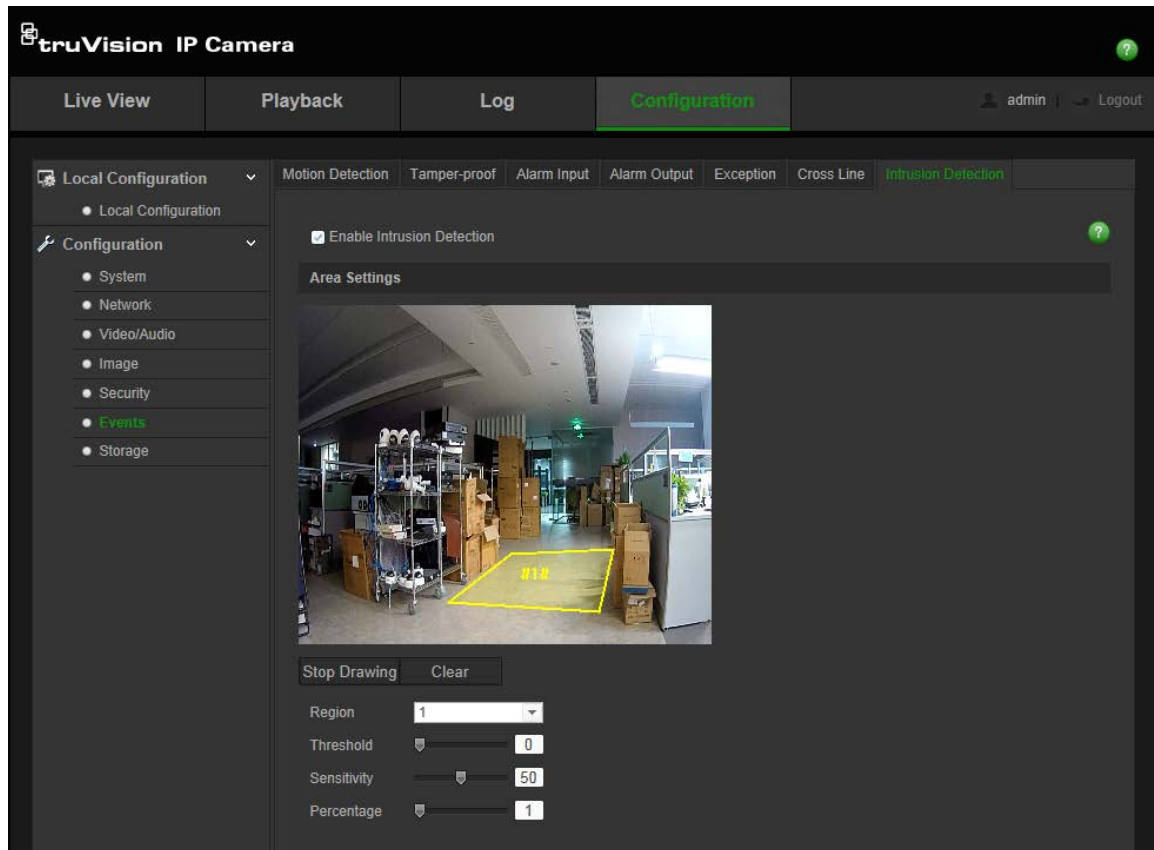 truVision IP Camera
?
Live View Playback Log Configuration admin | Logout
Local Configuration
Local Configuration
Configuration
System
Network
Video/Audio
Image
Security
Events
Storage
Motion Detection Tamper-proof Alarm Input Alarm Output Exception Cross Line Intrusion Detection
Enable Intrusion Detection
?
Area Settings
#1#
Stop Drawing Clear
Region 1
Threshold 0
Sensitivity 50
Percentage 1